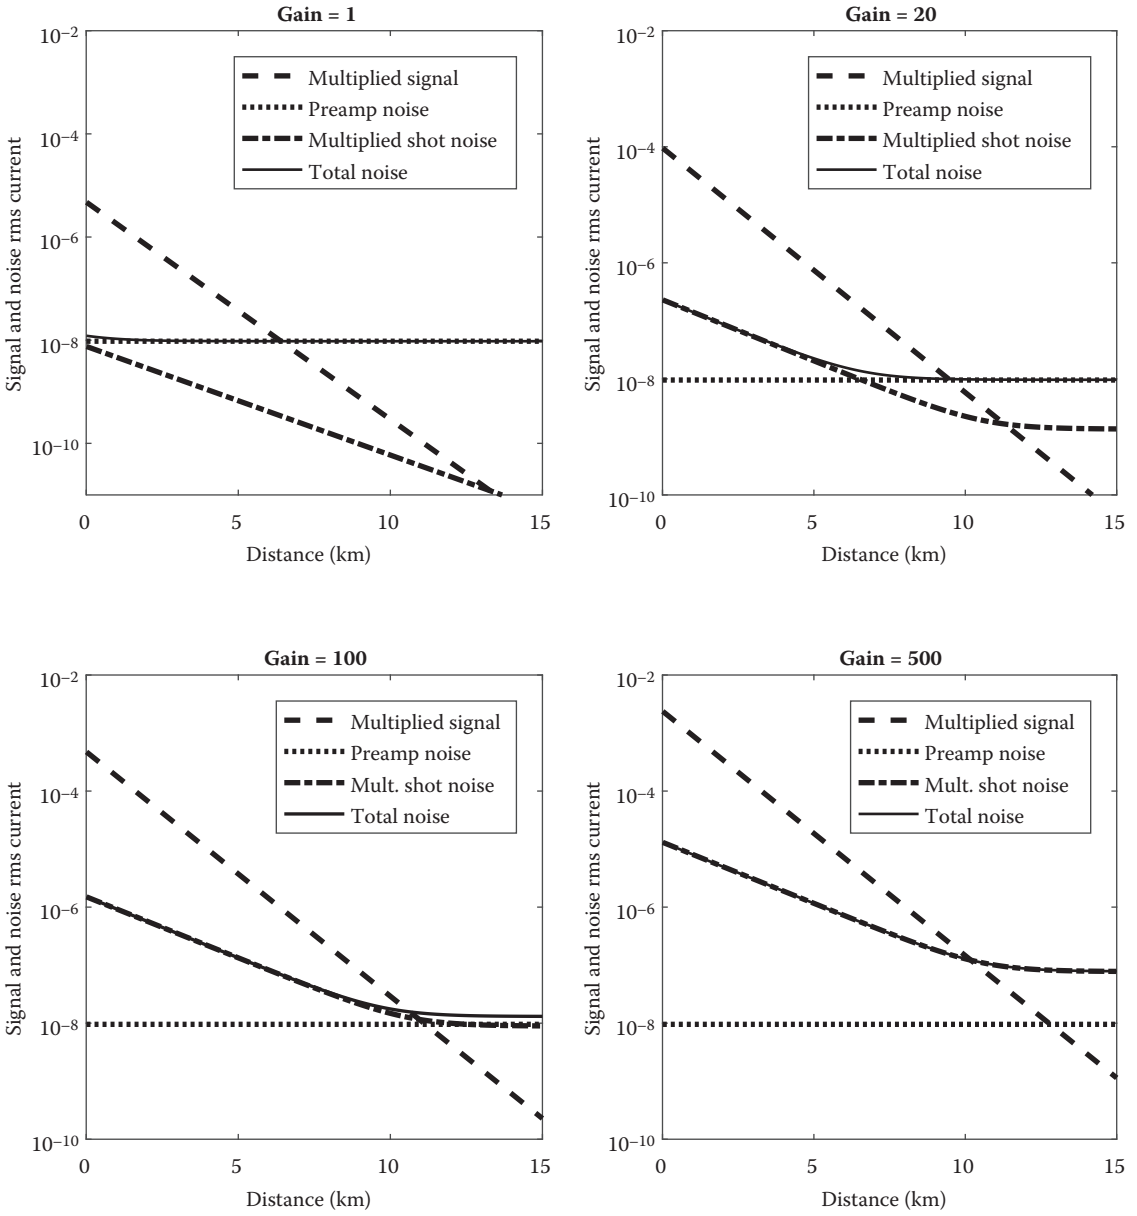 Gain = 1
10⁻²
10⁻⁴
10⁻⁶
10⁻⁸
10⁻¹⁰
Signal and noise rms current
Multiplied signal
Preamp noise
Multiplied shot noise
Total noise
0 5 10 15
Distance (km)
Gain = 20
10⁻²
10⁻⁴
10⁻⁶
10⁻⁸
10⁻¹⁰
Signal and noise rms current
Multiplied signal
Preamp noise
Multiplied shot noise
Total noise
0 5 10 15
Distance (km)
Gain = 100
10⁻²
10⁻⁴
10⁻⁶
10⁻⁸
10⁻¹⁰
Signal and noise rms current
Multiplied signal
Preamp noise
Mult. shot noise
Total noise
0 5 10 15
Distance (km)
Gain = 500
10⁻²
10⁻⁴
10⁻⁶
10⁻⁸
10⁻¹⁰
Signal and noise rms current
Multiplied signal
Preamp noise
Mult. shot noise
Total noise
0 5 10 15
Distance (km)